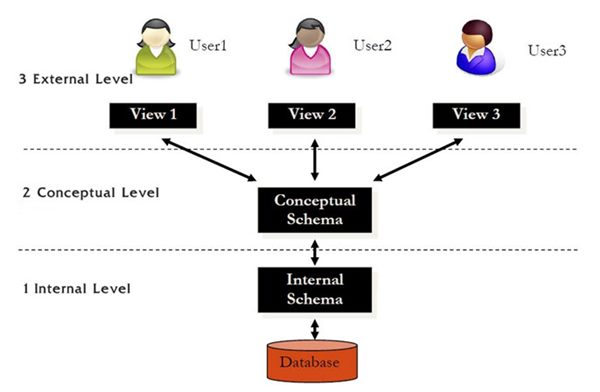 User1
User2
User3
3 External Level
View 1
View 2
View 3
2 Conceptual Level
Conceptual
Schema
1 Internal Level
Internal
Schema
Database